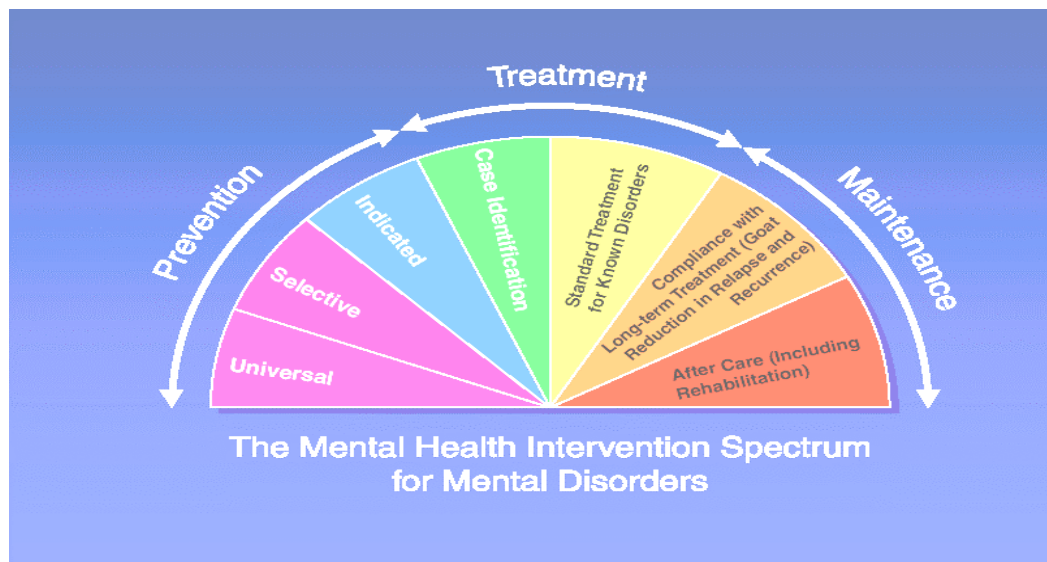 Treatment
Prevention
Maintenance
Universal
Selective
Indicated
Case Identification
Standard Treatment
for Known Disorders
Compliance with
Long-term Treatment (Goat
Reduction in Relapse and
Recurrence)
After Care (Including
Rehabilitation)
The Mental Health Intervention Spectrum
for Mental Disorders